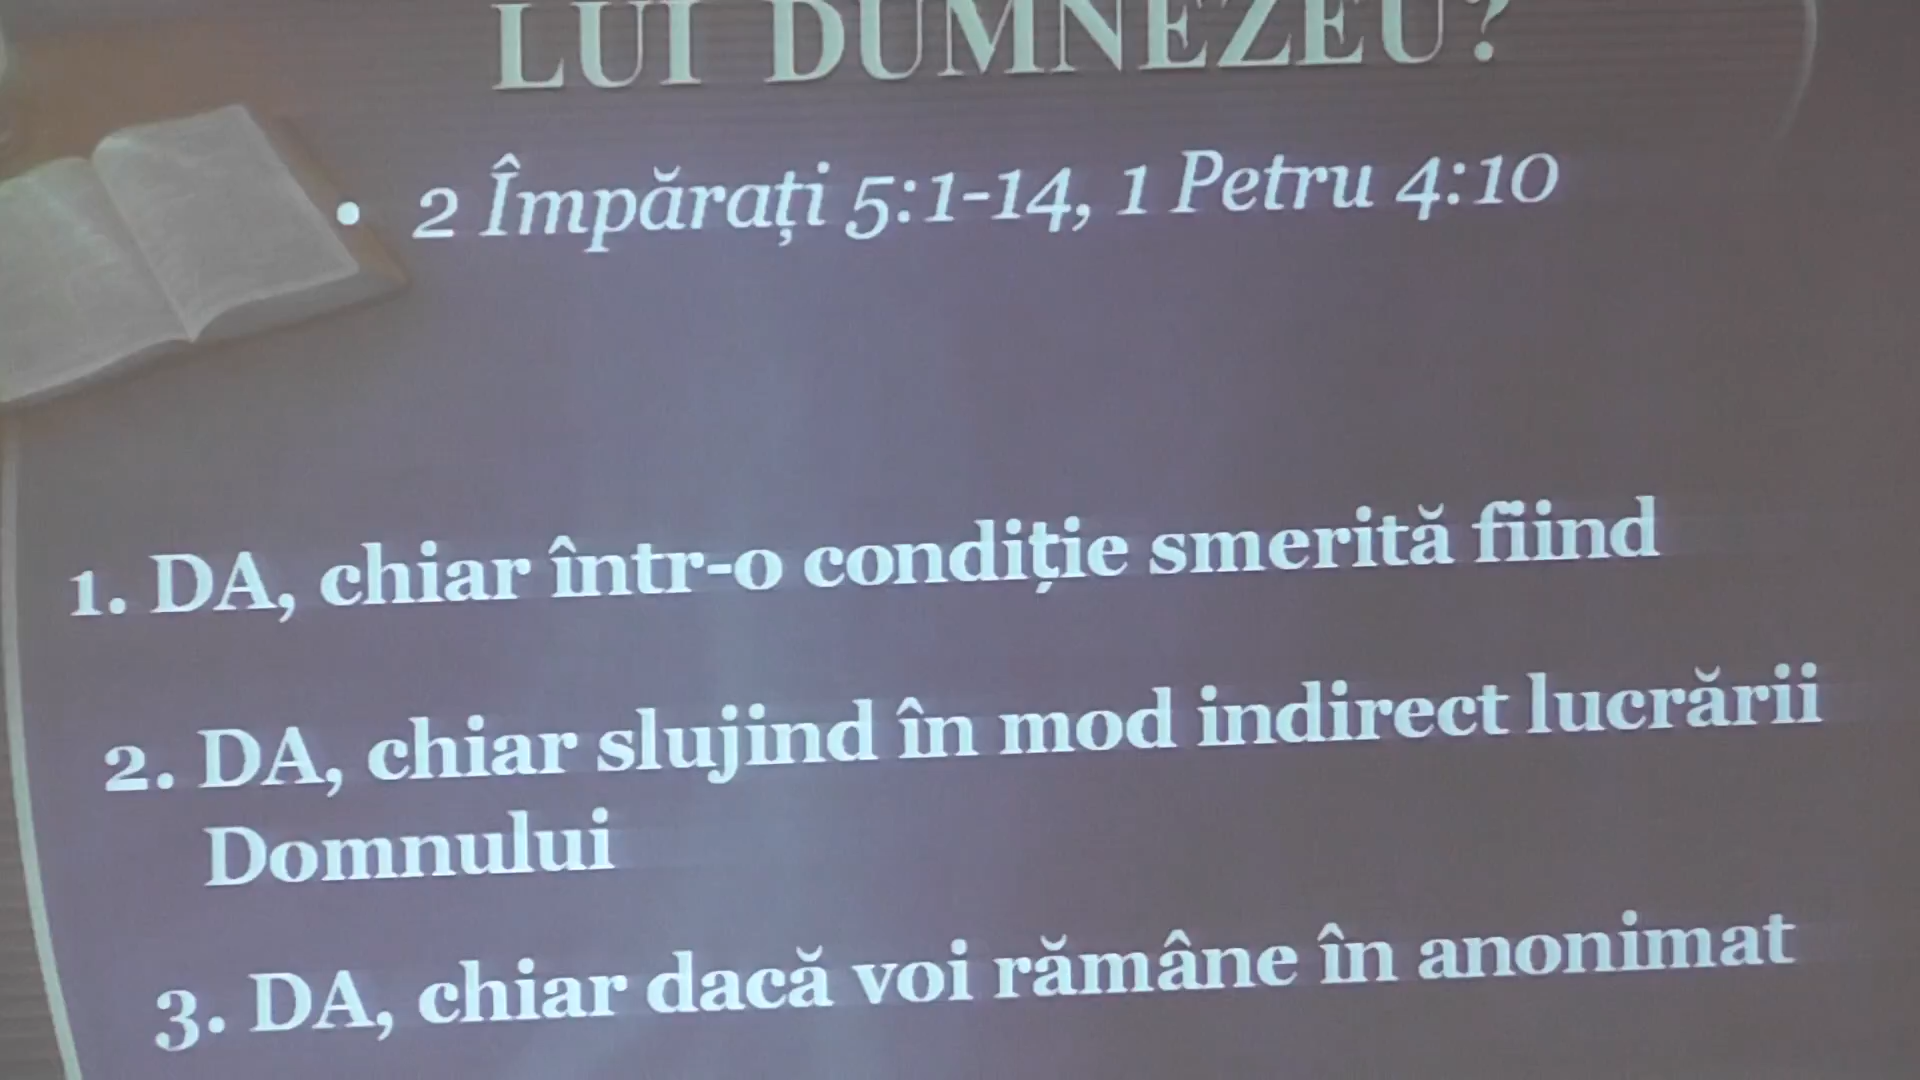 LUI DUMNEZEU?
• 2 Împărați 5:1-14, 1 Petru 4:10
1. DA, chiar într-o condiție smerită fiind
2. DA, chiar slujind în mod indirect lucrării
Domnului
3. DA, chiar dacă voi rămâne în anonimat